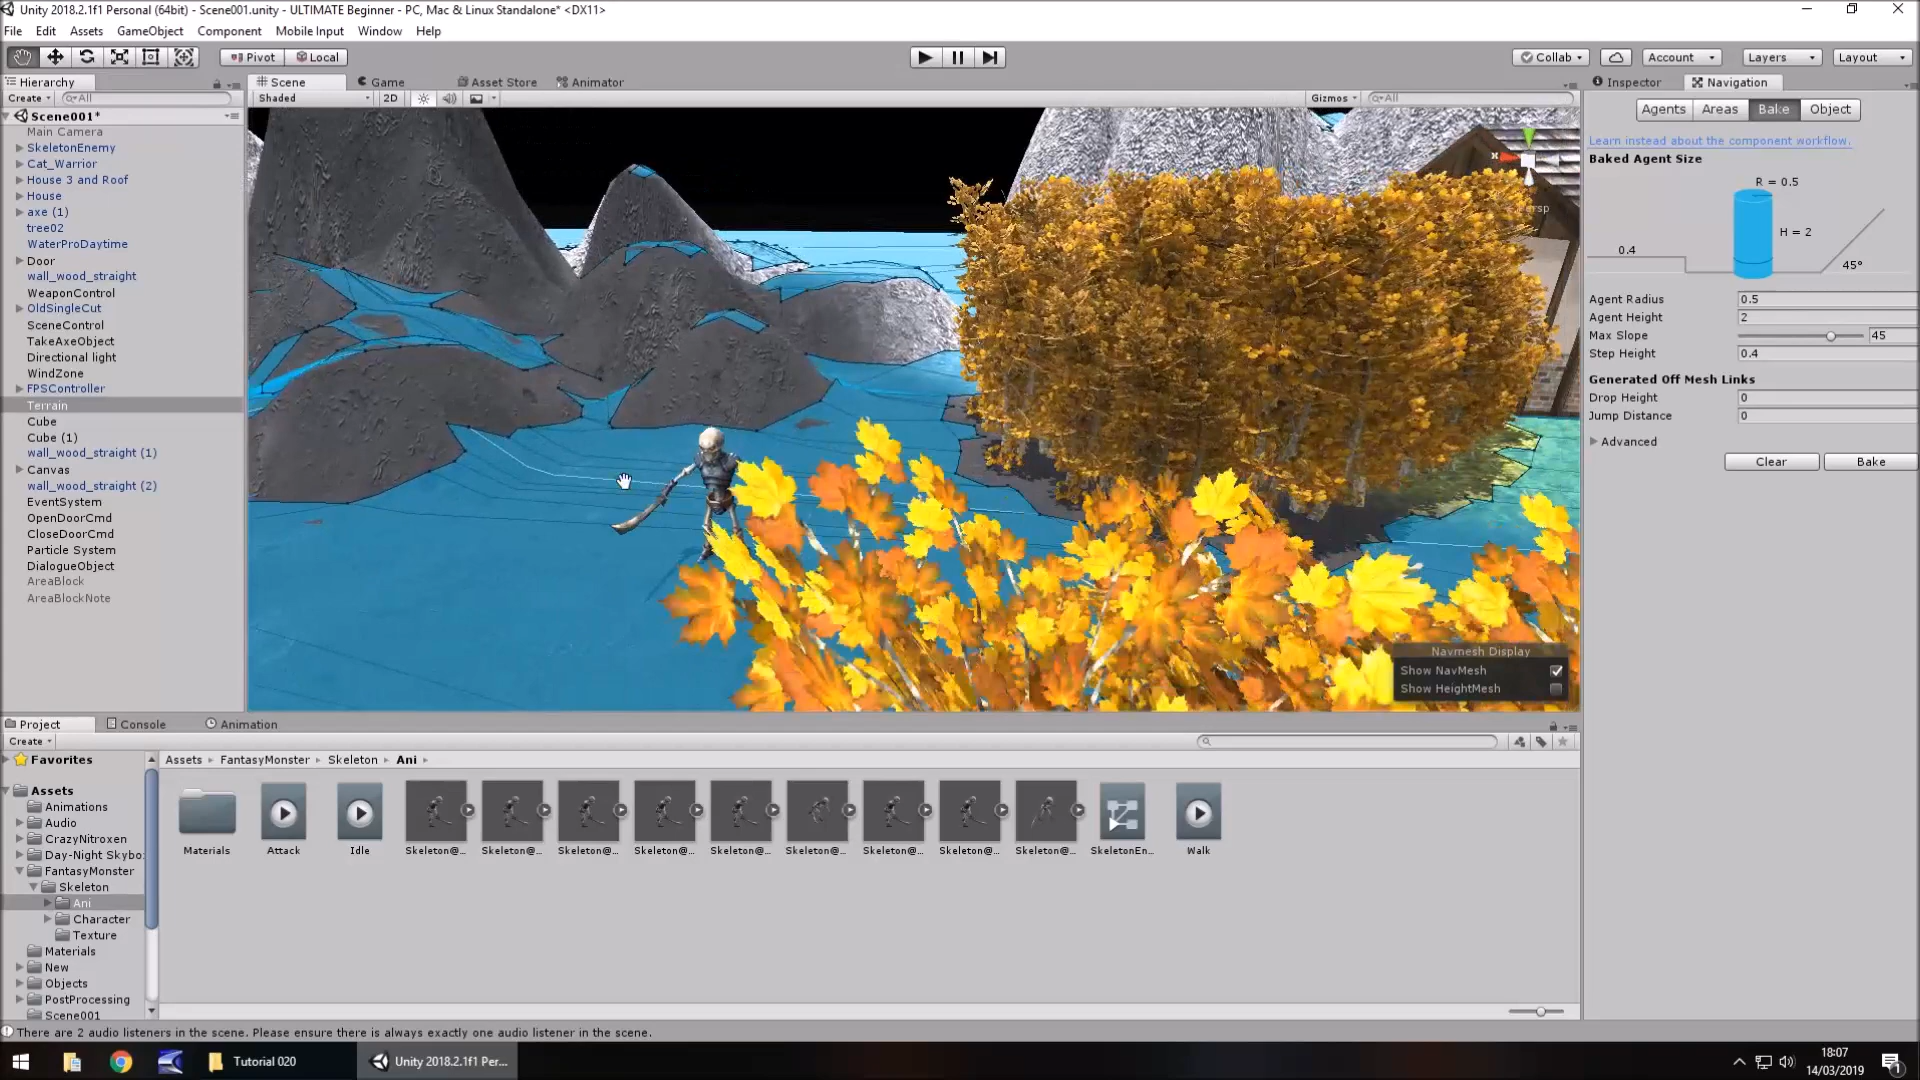 Unity 2018.2.1f1 Personal (64bit) - Scene001.unity - ULTIMATE Beginner - PC, Mac & Linux Standalone* <DX11>
File Edit Assets GameObject Component Mobile Input Window Help
Pivot Local Collab Account Layers Layout
Hierarchy Scene Game Asset Store Animator Inspector Navigation
Create All Shaded 2D Gizmos All
Agents Areas Bake Object
Scene001*
Main Camera
SkeletonEnemy
Cat_Warrior
House 3 and Roof
House
axe (1)
tree02
WaterProDaytime
Door
wall_wood_straight
WeaponControl
OldSingleCut
SceneControl
TakeAxeObject
Directional light
WindZone
FPSController
Terrain
Cube
Cube (1)
wall_wood_straight (1)
Canvas
wall_wood_straight (2)
EventSystem
OpenDoorCmd
CloseDoorCmd
Particle System
DialogueObject
AreaBlock
AreaBlockNote
x
Persp
Navmesh Display
Show NavMesh
Show HeightMesh
Learn instead about the component workflow.
Baked Agent Size
R = 0.5
H = 2
0.4
45°
Agent Radius 0.5
Agent Height 2
Max Slope 45
Step Height 0.4
Generated Off Mesh Links
Drop Height 0
Jump Distance 0
Advanced
Clear Bake
Project Console Animation
Create
Favorites
Assets
Animations
Audio
CrazyNitroxen
Day-Night Skybo
FantasyMonster
Skeleton
Ani
Character
Texture
Materials
New
Objects
PostProcessing
Scene001
Assets FantasyMonster Skeleton Ani
Materials Attack Idle Skeleton@... Skeleton@... Skeleton@... Skeleton@... Skeleton@... Skeleton@... Skeleton@... Skeleton@... Skeleton@... SkeletonEn... Walk
There are 2 audio listeners in the scene. Please ensure there is always exactly one audio listener in the scene.
Tutorial 020 Unity 2018.2.1f1 Per...
18:07
14/03/2019
1